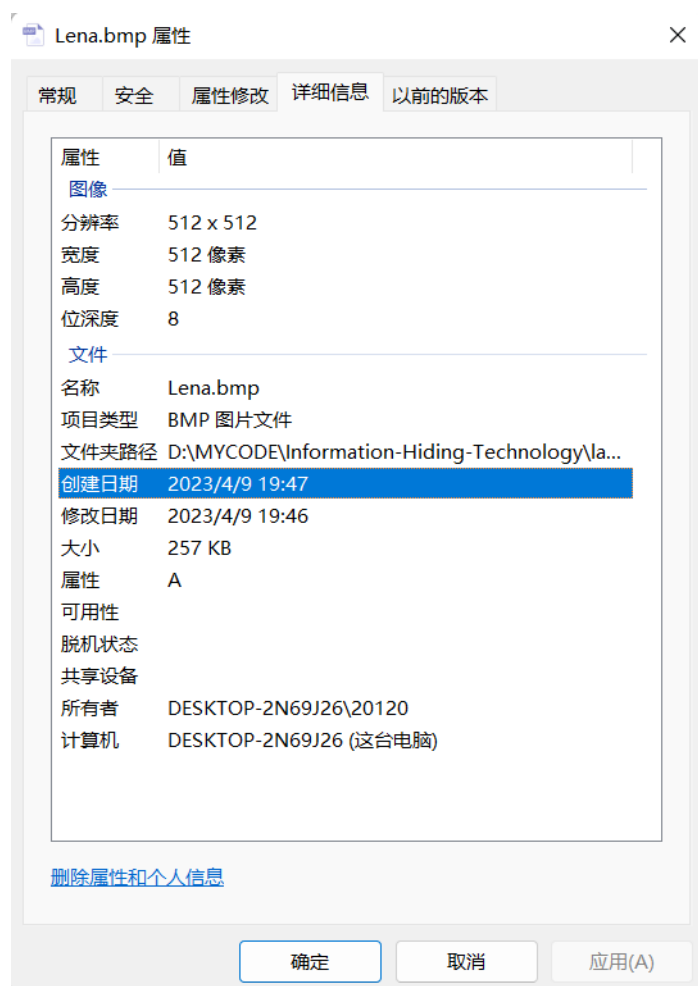 Lena.bmp 属性
常规 安全 属性修改 详细信息 以前的版本
属性 值
图像
分辨率 512 x 512
宽度 512 像素
高度 512 像素
位深度 8
文件
名称 Lena.bmp
项目类型 BMP 图片文件
文件夹路径 D:\MYCODE\Information-Hiding-Technology\la...
创建日期 2023/4/9 19:47
修改日期 2023/4/9 19:46
大小 257 KB
属性 A
可用性
脱机状态
共享设备
所有者 DESKTOP-2N69J26\20120
计算机 DESKTOP-2N69J26 (这台电脑)
删除属性和个人信息
确定 取消 应用(A)